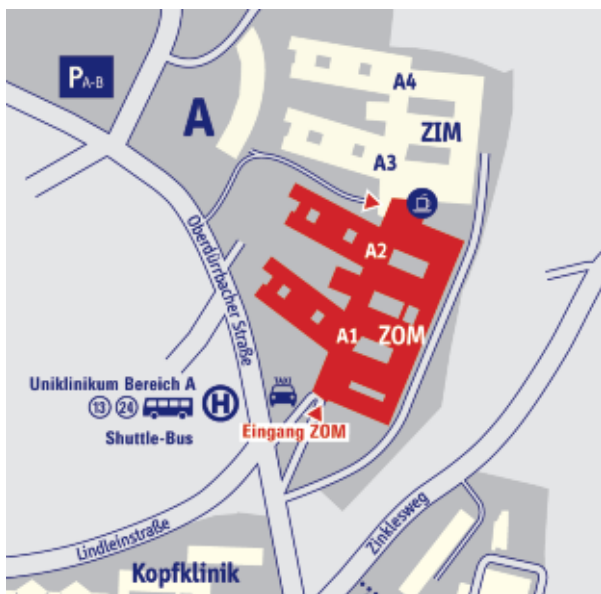 PA-B
A
A4
ZIM
A3
A2
A1
ZOM
Oberdürrbacher Straße
Uniklinikum Bereich A
13 24
H
TAXI
Shuttle-Bus
Eingang ZOM
Lindleinstraße
Zinklesweg
Kopfklinik